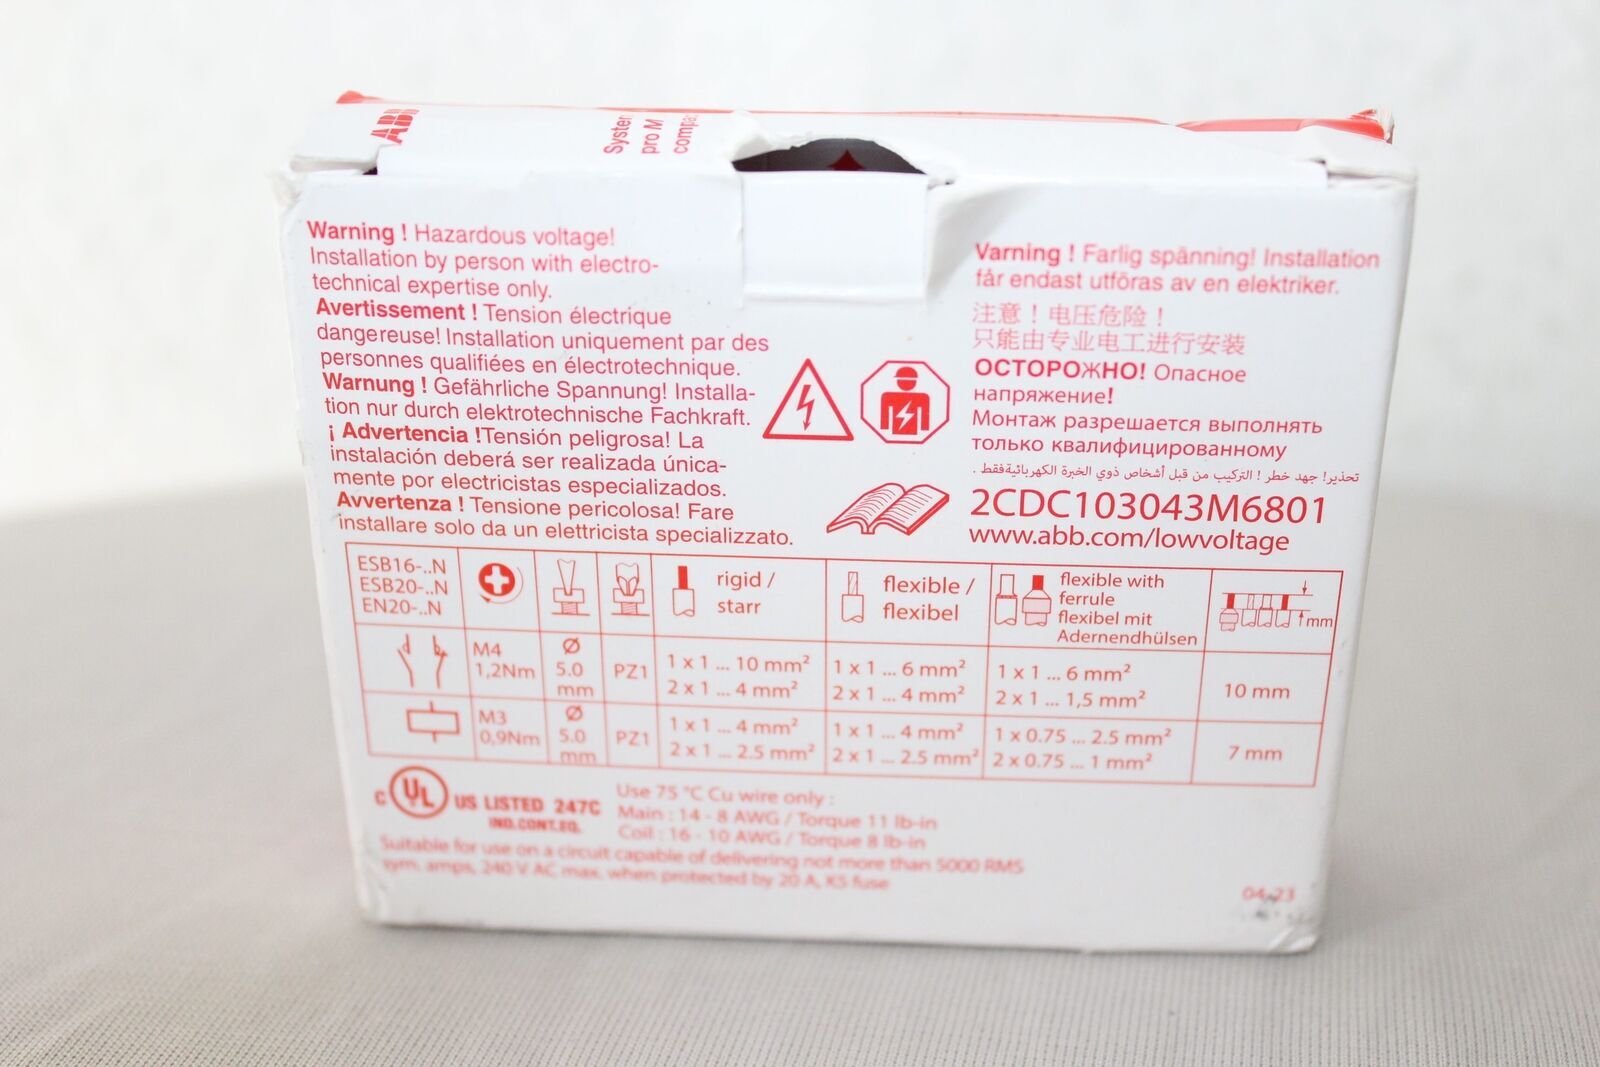 ABB
System
pro M
compac
Warning ! Hazardous voltage!
Installation by person with electro-
technical expertise only.
Avertissement ! Tension électrique
dangereuse! Installation uniquement par des
personnes qualifiées en électrotechnique.
Warnung ! Gefährliche Spannung! Installa-
tion nur durch elektrotechnische Fachkraft.
¡ Advertencia !Tensión peligrosa! La
instalación deberá ser realizada única-
mente por electricistas especializados.
Avvertenza ! Tensione pericolosa! Fare
installare solo da un elettricista specializzato.
Varning ! Farlig spänning! Installation
får endast utföras av en elektriker.
注意！电压危险！
只能由专业电工进行安装
ОСТОРОЖНО! Опасное
напряжение!
Монтаж разрешается выполнять
только квалифицированному
تحذير! جهد خطر ! التركيب من قبل أشخاص ذوي الخبرة الكهربائيةفقط .
2CDC103043M6801
www.abb.com/lowvoltage
ESB16-..N
ESB20-..N
EN20-..N
rigid /
starr
flexible /
flexibel
flexible with
ferrule
flexibel mit
Adernendhülsen
mm
M4
1,2Nm
Ø
5.0
mm
PZ1
1 x 1 ... 10 mm²
2 x 1 ... 4 mm²
1 x 1 ... 6 mm²
2 x 1 ... 4 mm²
1 x 1 ... 6 mm²
2 x 1 ... 1,5 mm²
10 mm
M3
0,9Nm
Ø
5.0
mm
PZ1
1 x 1 ... 4 mm²
2 x 1 ... 2.5 mm²
1 x 1 ... 4 mm²
2 x 1 ... 2.5 mm²
1 x 0.75 ... 2.5 mm²
2 x 0.75 ... 1 mm²
7 mm
C UL US LISTED 247C
IND.CONT.EQ.
Use 75 °C Cu wire only :
Main : 14 - 8 AWG / Torque 11 lb-in
Coil : 16 - 10 AWG / Torque 8 lb-in
Suitable for use on a circuit capable of delivering not more than 5000 RMS
sym. amps, 240 V AC max, when protected by 20 A, K5 fuse
04-23